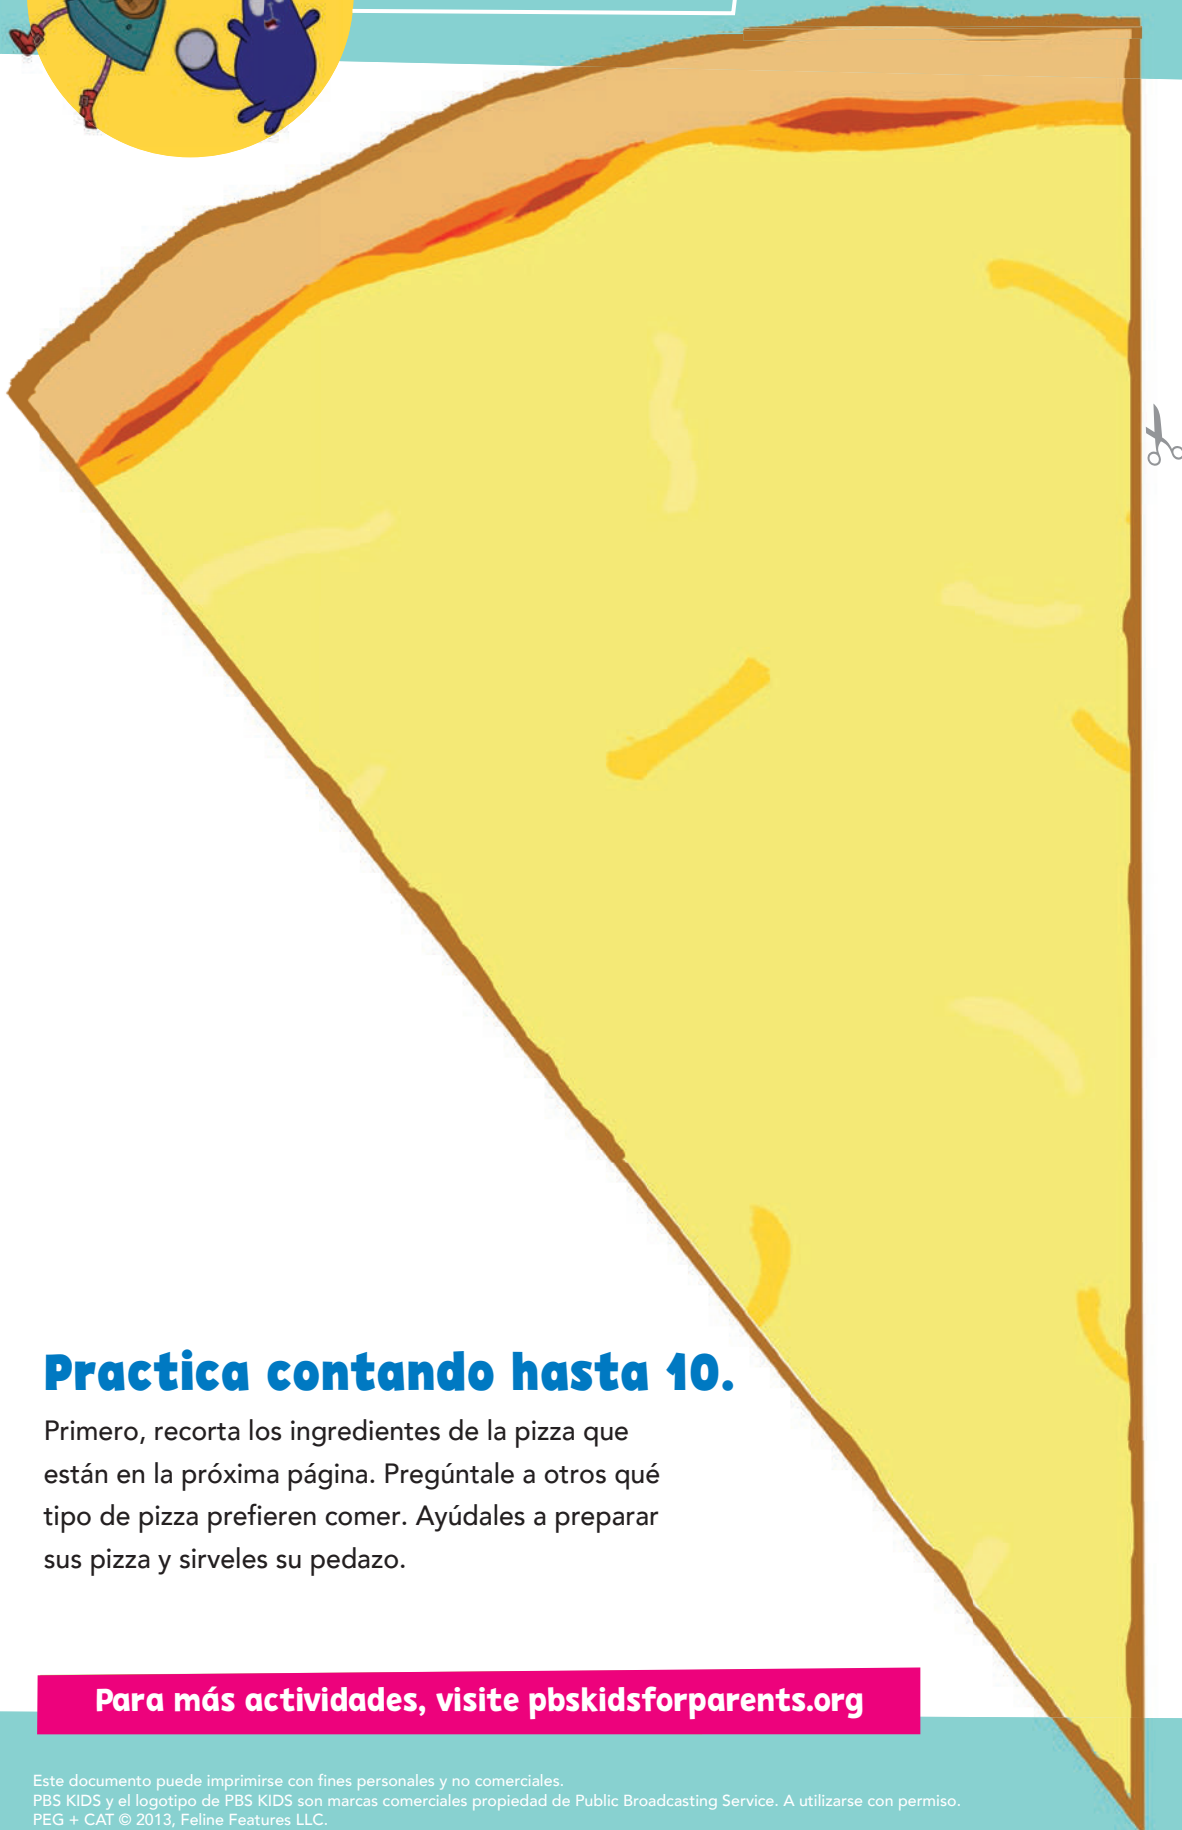 Practica contando hasta 10.
Primero, recorta los ingredientes de la pizza que
están en la próxima página. Pregúntale a otros qué
tipo de pizza prefieren comer. Ayúdales a preparar
sus pizza y sirveles su pedazo.
Para más actividades, visite pbskidsforparents.org
Este documento puede imprimirse con fines personales y no comerciales.
PBS KIDS y el logotipo de PBS KIDS son marcas comerciales propiedad de Public Broadcasting Service. A utilizarse con permiso.
PEG + CAT © 2013, Feline Features LLC.